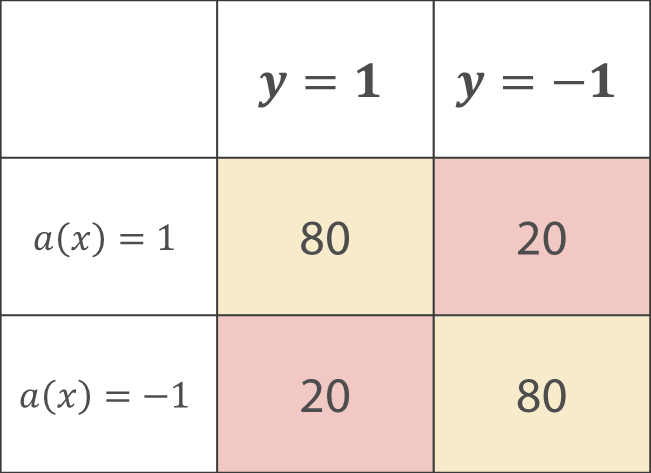 y = 1 y = −1
a(x) = 1 80 20
a(x) = −1 20 80